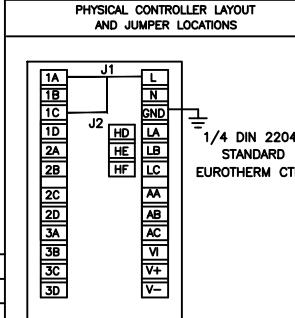 PHYSICAL CONTROLLER LAYOUT
AND JUMPER LOCATIONS
1A J1 L
1B N
1C GND
1D J2 HD LA
2A HE LB
2B HF LC
2C AA
2D AB
3A AC
3B VI
3C V+
3D V-
1/4 DIN 2204
STANDARD
EUROTHERM